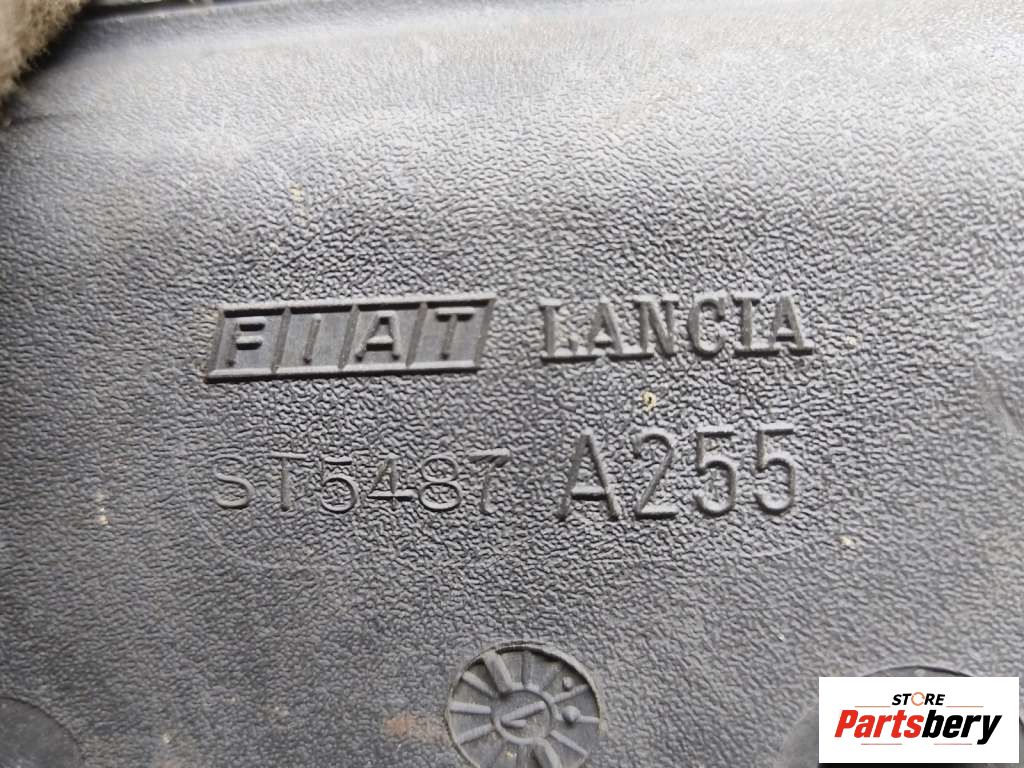 FIAT LANCIA
ST5487 A255
STORE
Partsbery